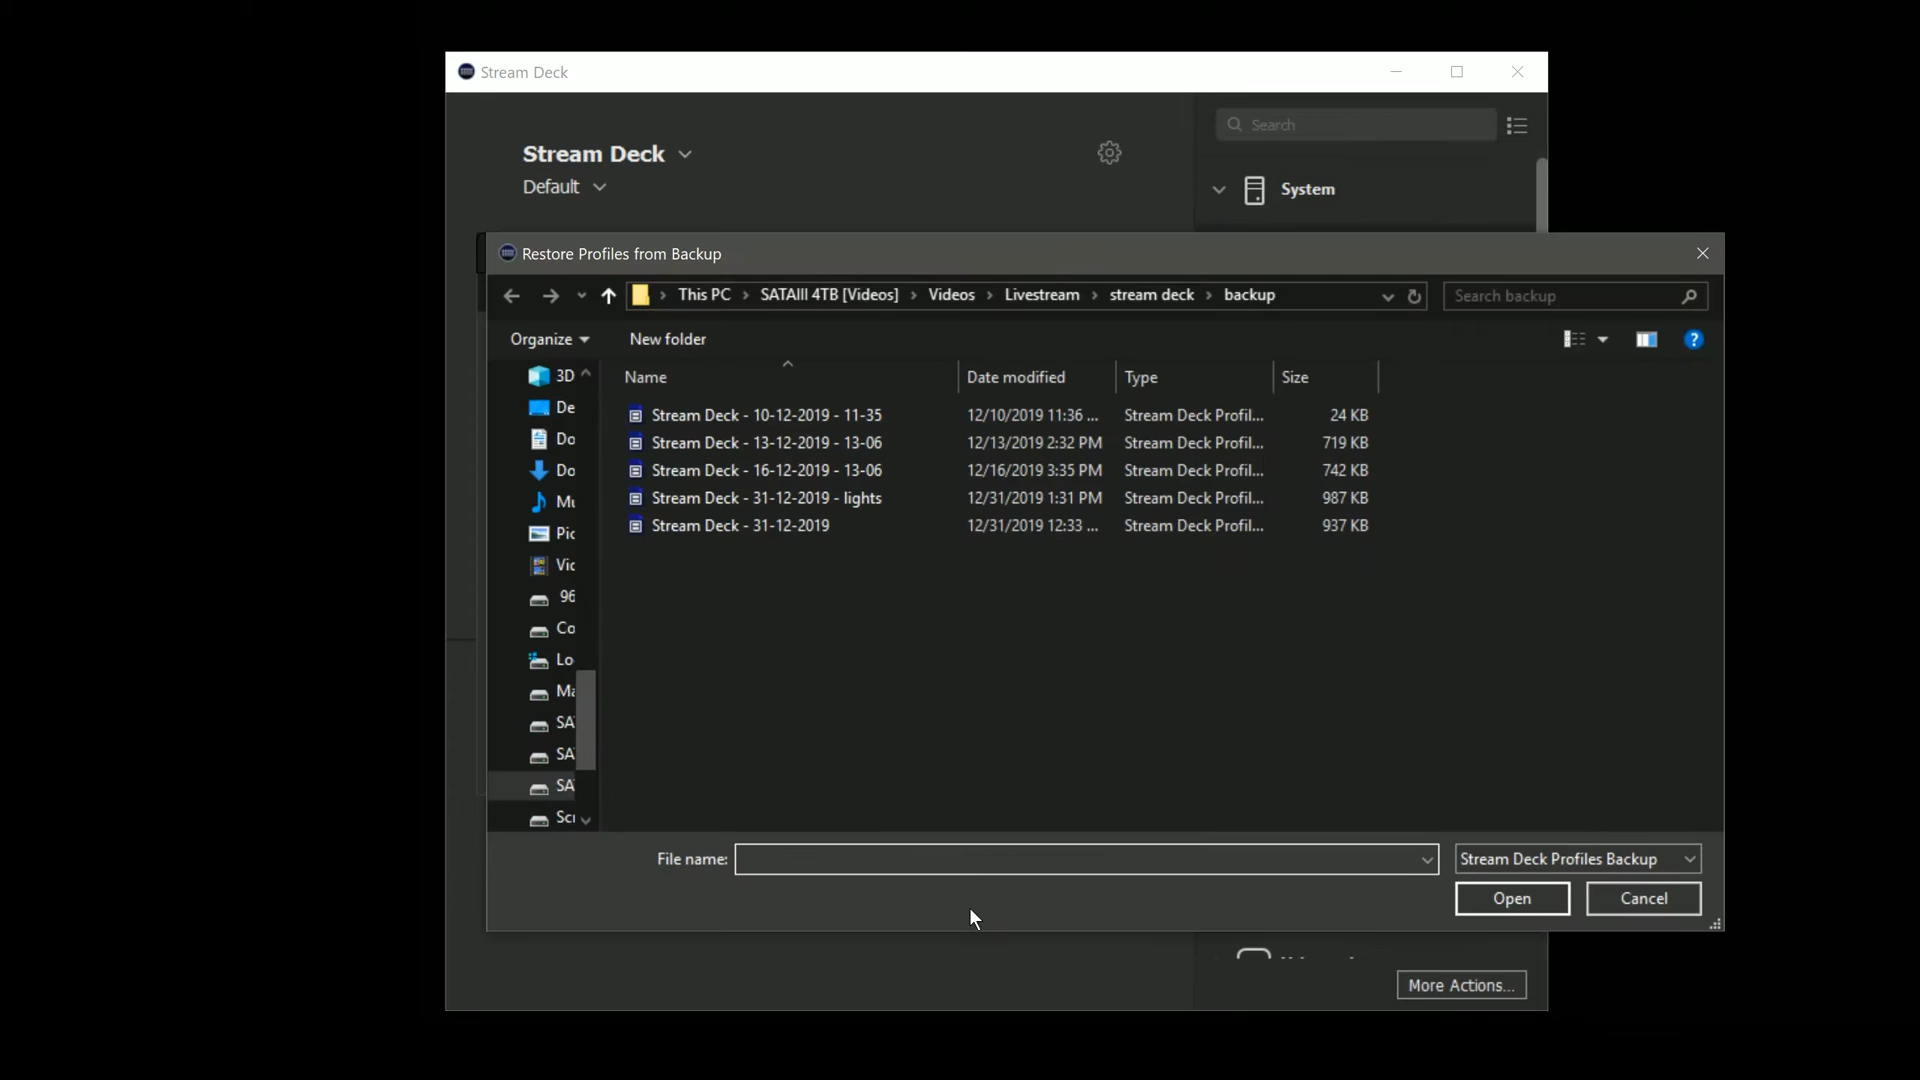 Stream Deck
Search
Stream Deck
Default
System
Restore Profiles from Backup
This PC > SATAIII 4TB [Videos] > Videos > Livestream > stream deck > backup
Search backup
Organize
New folder
Name Date modified Type Size
Stream Deck - 10-12-2019 - 11-35 12/10/2019 11:36 ... Stream Deck Profil... 24 KB
Stream Deck - 13-12-2019 - 13-06 12/13/2019 2:32 PM Stream Deck Profil... 719 KB
Stream Deck - 16-12-2019 - 13-06 12/16/2019 3:35 PM Stream Deck Profil... 742 KB
Stream Deck - 31-12-2019 - lights 12/31/2019 1:31 PM Stream Deck Profil... 987 KB
Stream Deck - 31-12-2019 12/31/2019 12:33 ... Stream Deck Profil... 937 KB
3D
De
Do
Do
Mu
Pic
Vic
96
Co
Lo
Ma
SA
SA
SA
Scr
File name:
Stream Deck Profiles Backup
Open
Cancel
More Actions...